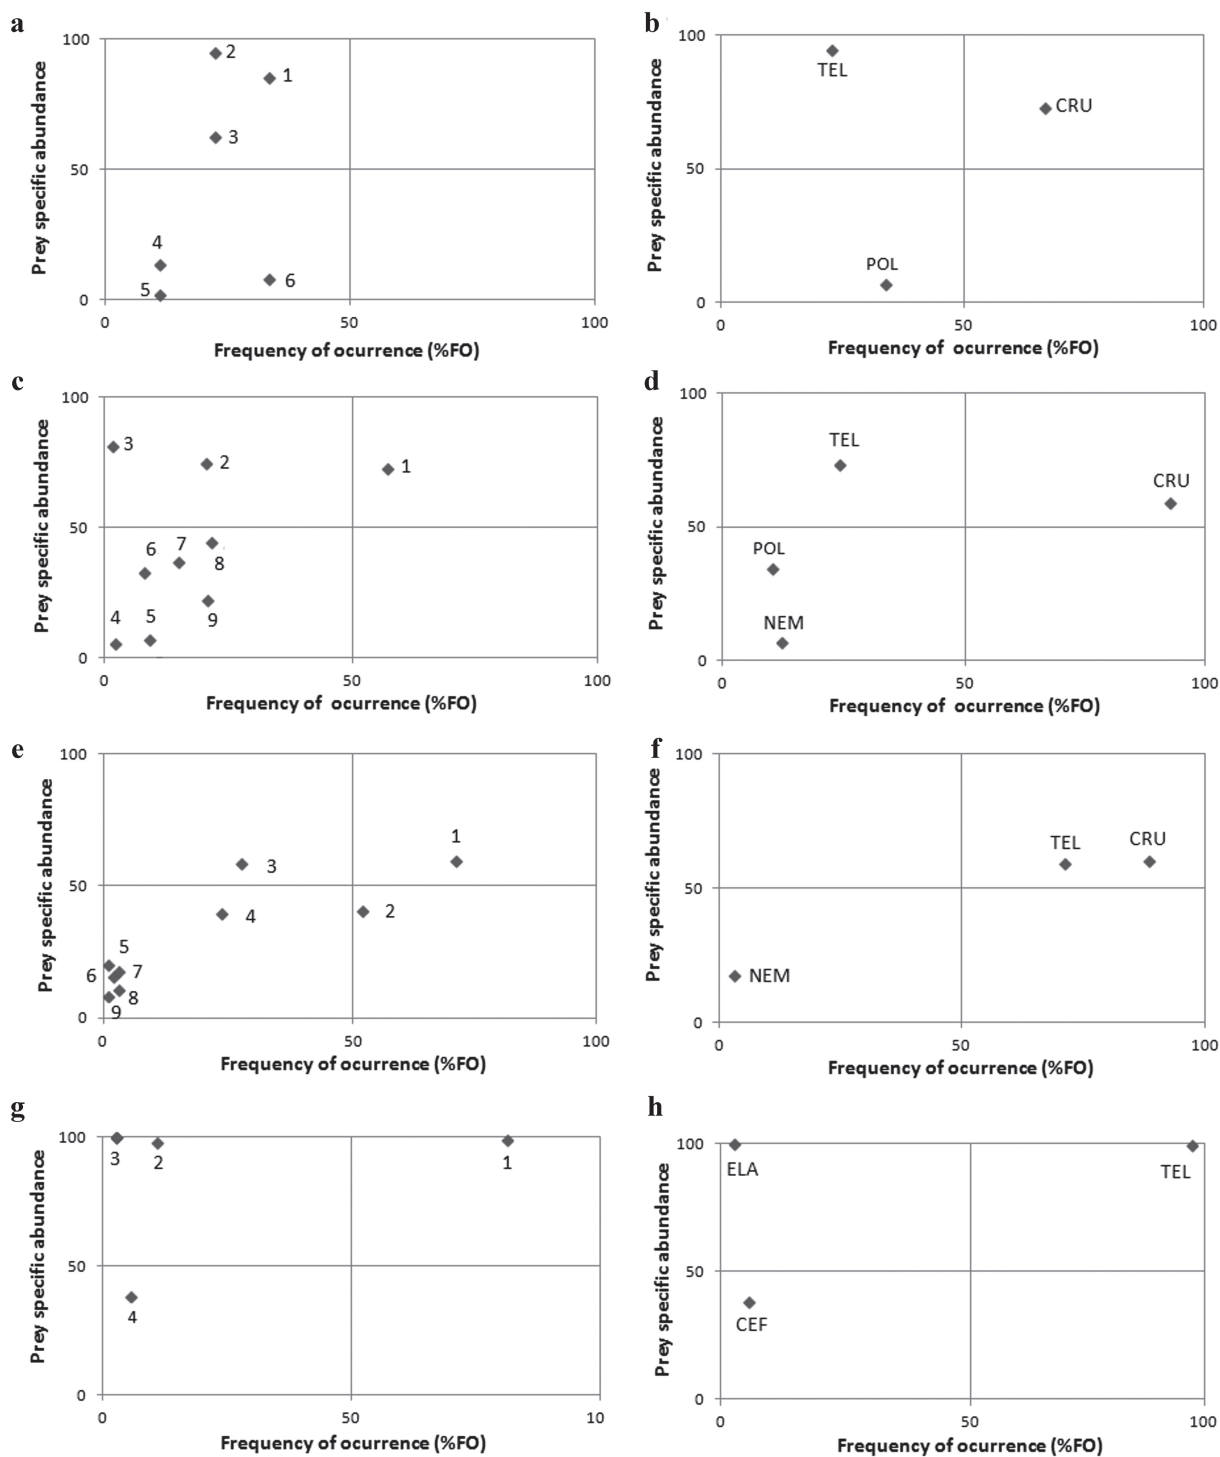 a
100
50
0
0
50
100
Prey specific abundance
Frequency of ocurrence (%FO)
2
1
3
4
5
6
b
100
50
0
0
50
100
Prey specific abundance
Frequency of ocurrence (%FO)
TEL
CRU
POL
c
100
50
0
0
50
100
Prey specific abundance
Frequency of ocurrence (%FO)
3
2
1
6
7
8
4
5
9
d
100
50
0
0
50
100
Prey specific abundance
Frequency of ocurrence (%FO)
TEL
CRU
POL
NEM
e
100
50
0
0
50
100
Prey specific abundance
Frequency of ocurrence (%FO)
1
3
2
4
5
6
7
8
9
f
100
50
0
0
50
100
Prey specific abundance
Frequency of ocurrence (%FO)
TEL
CRU
NEM
g
100
50
0
0
50
10
Prey specific abundance
Frequency of ocurrence (%FO)
3
2
1
4
h
100
50
0
0
50
100
Prey specific abundance
Frequency of ocurrence (%FO)
ELA
TEL
CEF